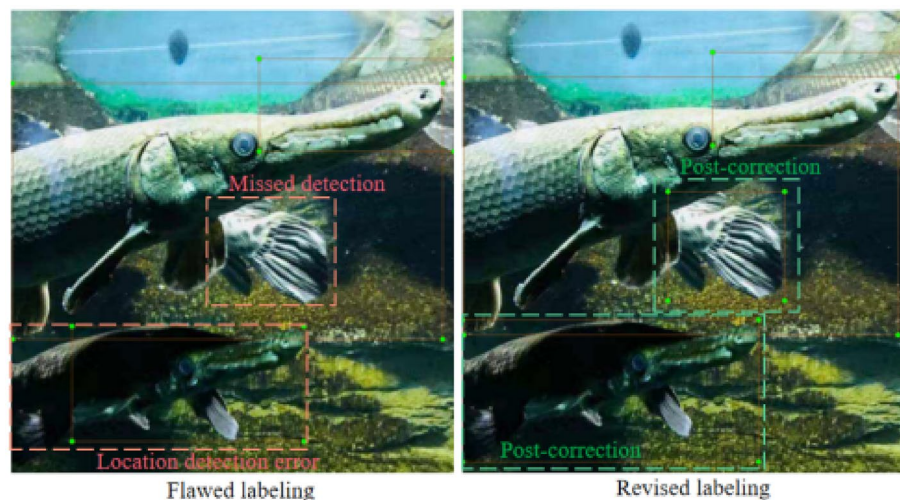 Missed detection
Post-correction
Location detection error
Post-correction
Flawed labeling
Revised labeling